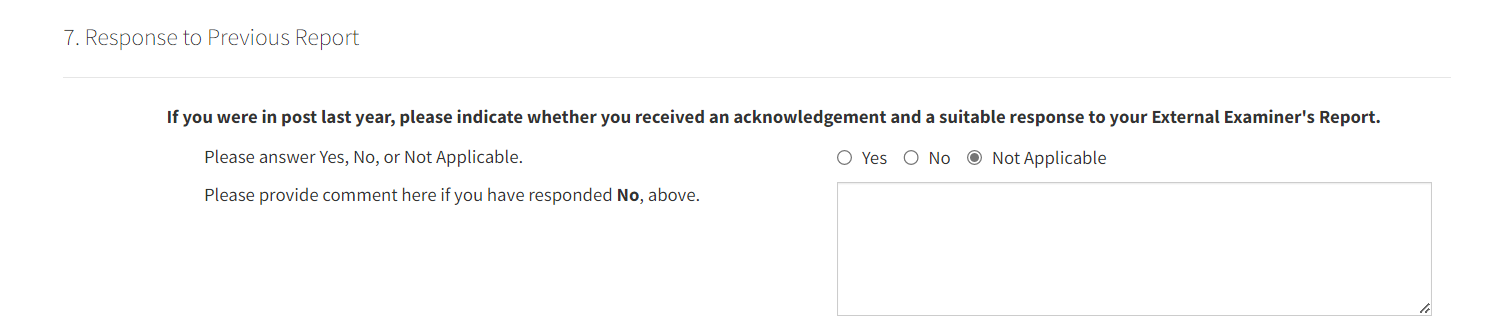 7. Response to Previous Report
If you were in post last year, please indicate whether you received an acknowledgement and a suitable response to your External Examiner's Report.
Please answer Yes, No, or Not Applicable.
Yes No Not Applicable
Please provide comment here if you have responded No, above.